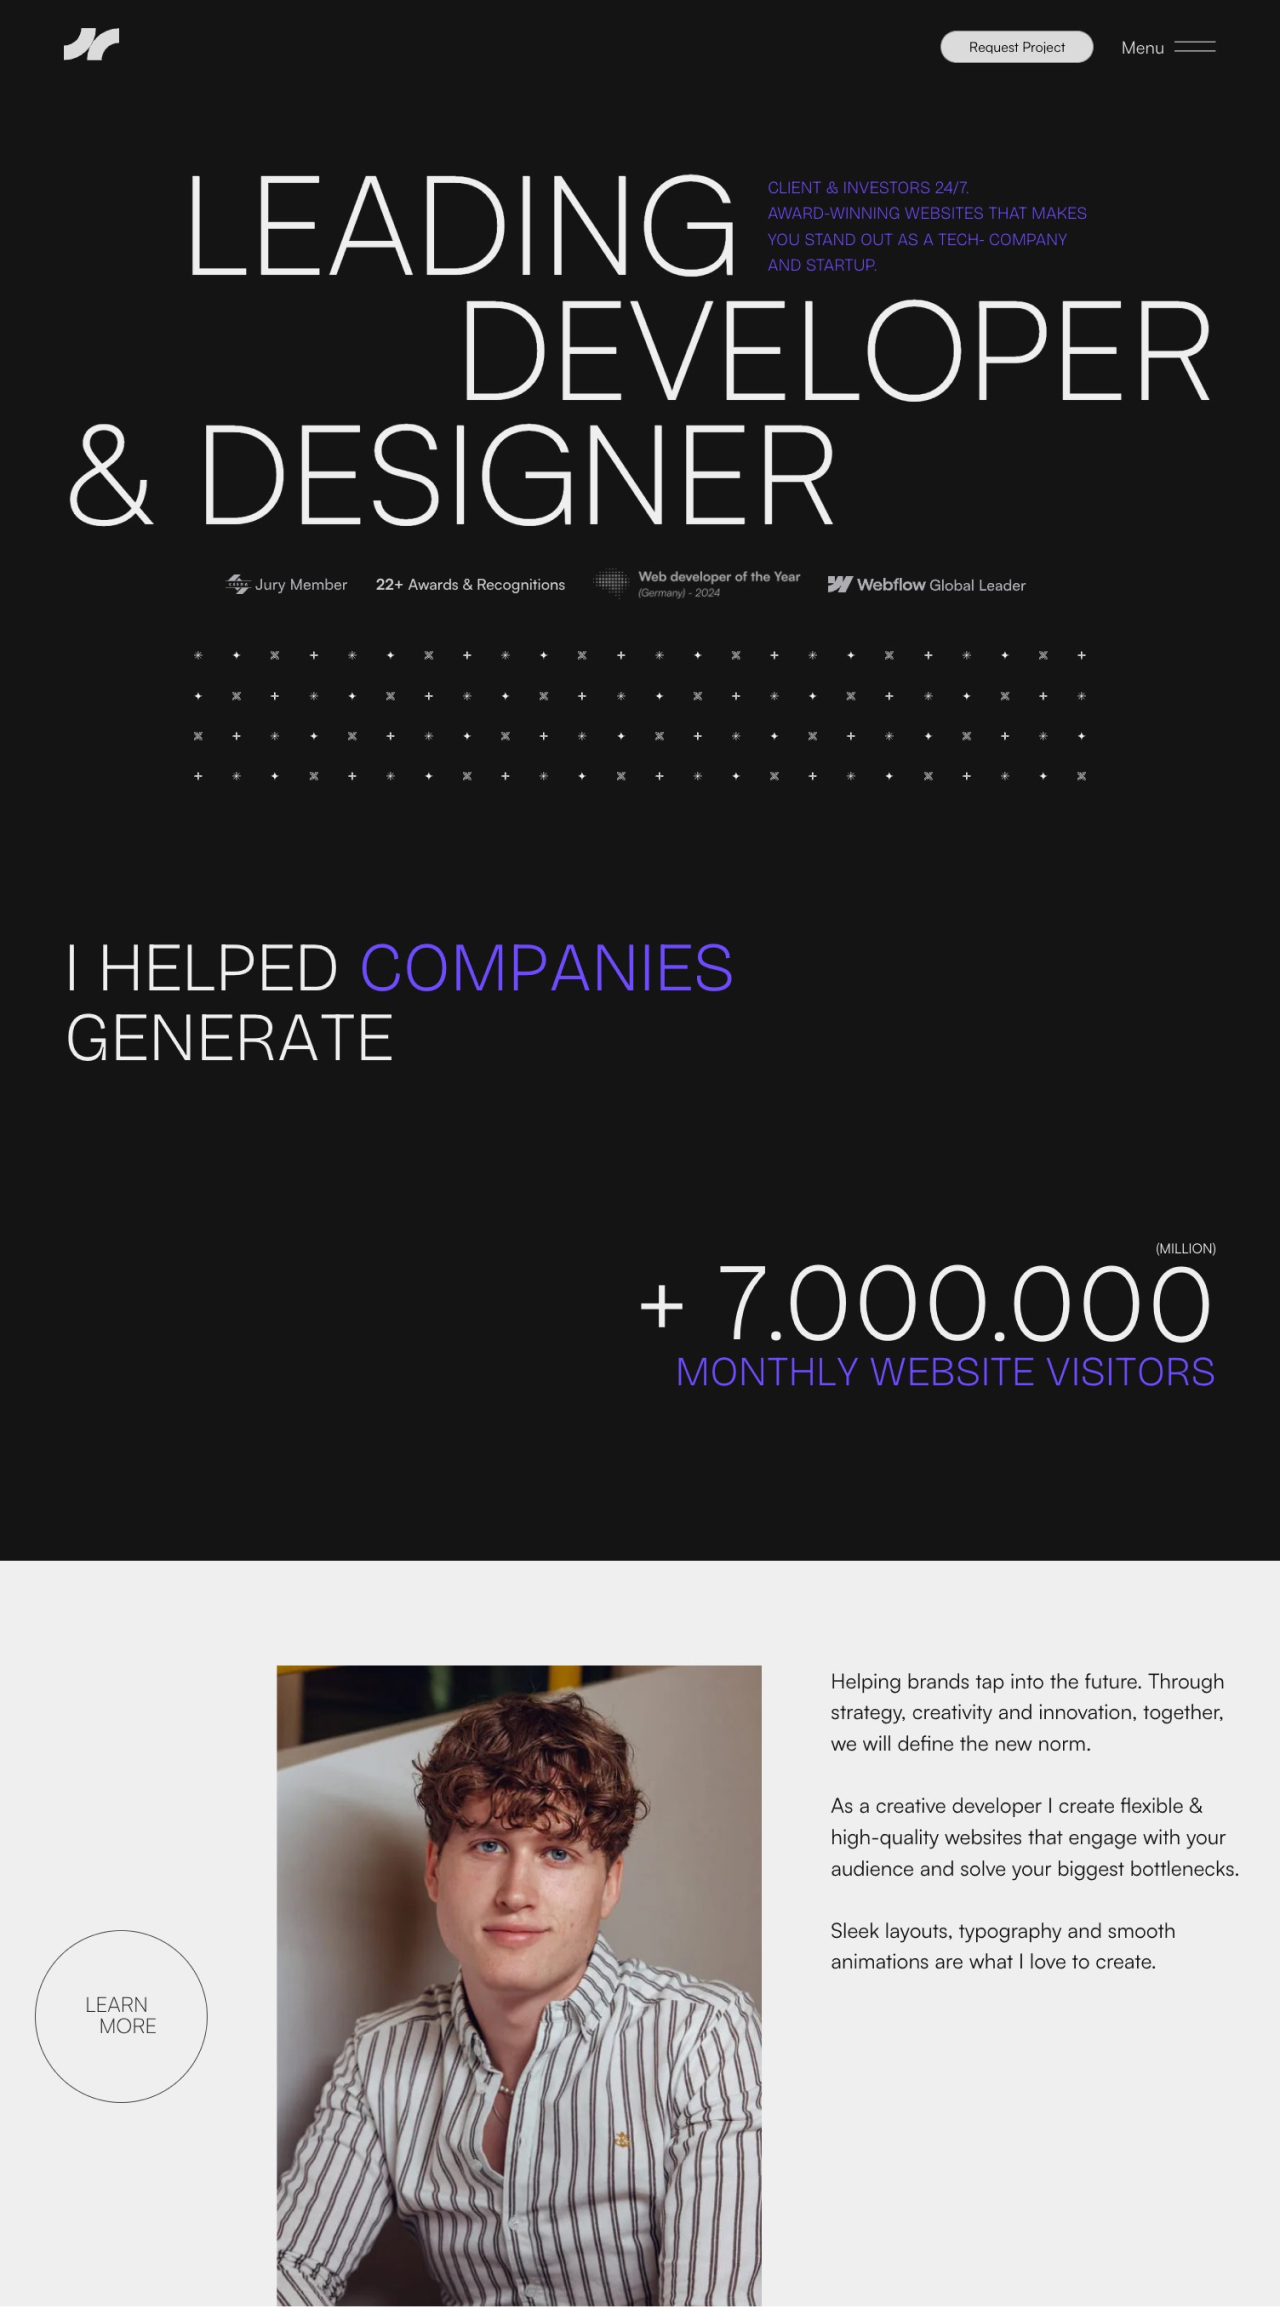 Request Project
Menu
LEADING
CLIENT & INVESTORS 24/7.
AWARD-WINNING WEBSITES THAT MAKES
YOU STAND OUT AS A TECH- COMPANY
AND STARTUP.
DEVELOPER
& DESIGNER
Jury Member
22+ Awards & Recognitions
Web developer of the Year
(Germany) - 2024
Webflow Global Leader
I HELPED COMPANIES
GENERATE
(MILLION)
+ 7.000.000
MONTHLY WEBSITE VISITORS
Helping brands tap into the future. Through
strategy, creativity and innovation, together,
we will define the new norm.
As a creative developer I create flexible &
high-quality websites that engage with your
audience and solve your biggest bottlenecks.
Sleek layouts, typography and smooth
animations are what I love to create.
LEARN
MORE